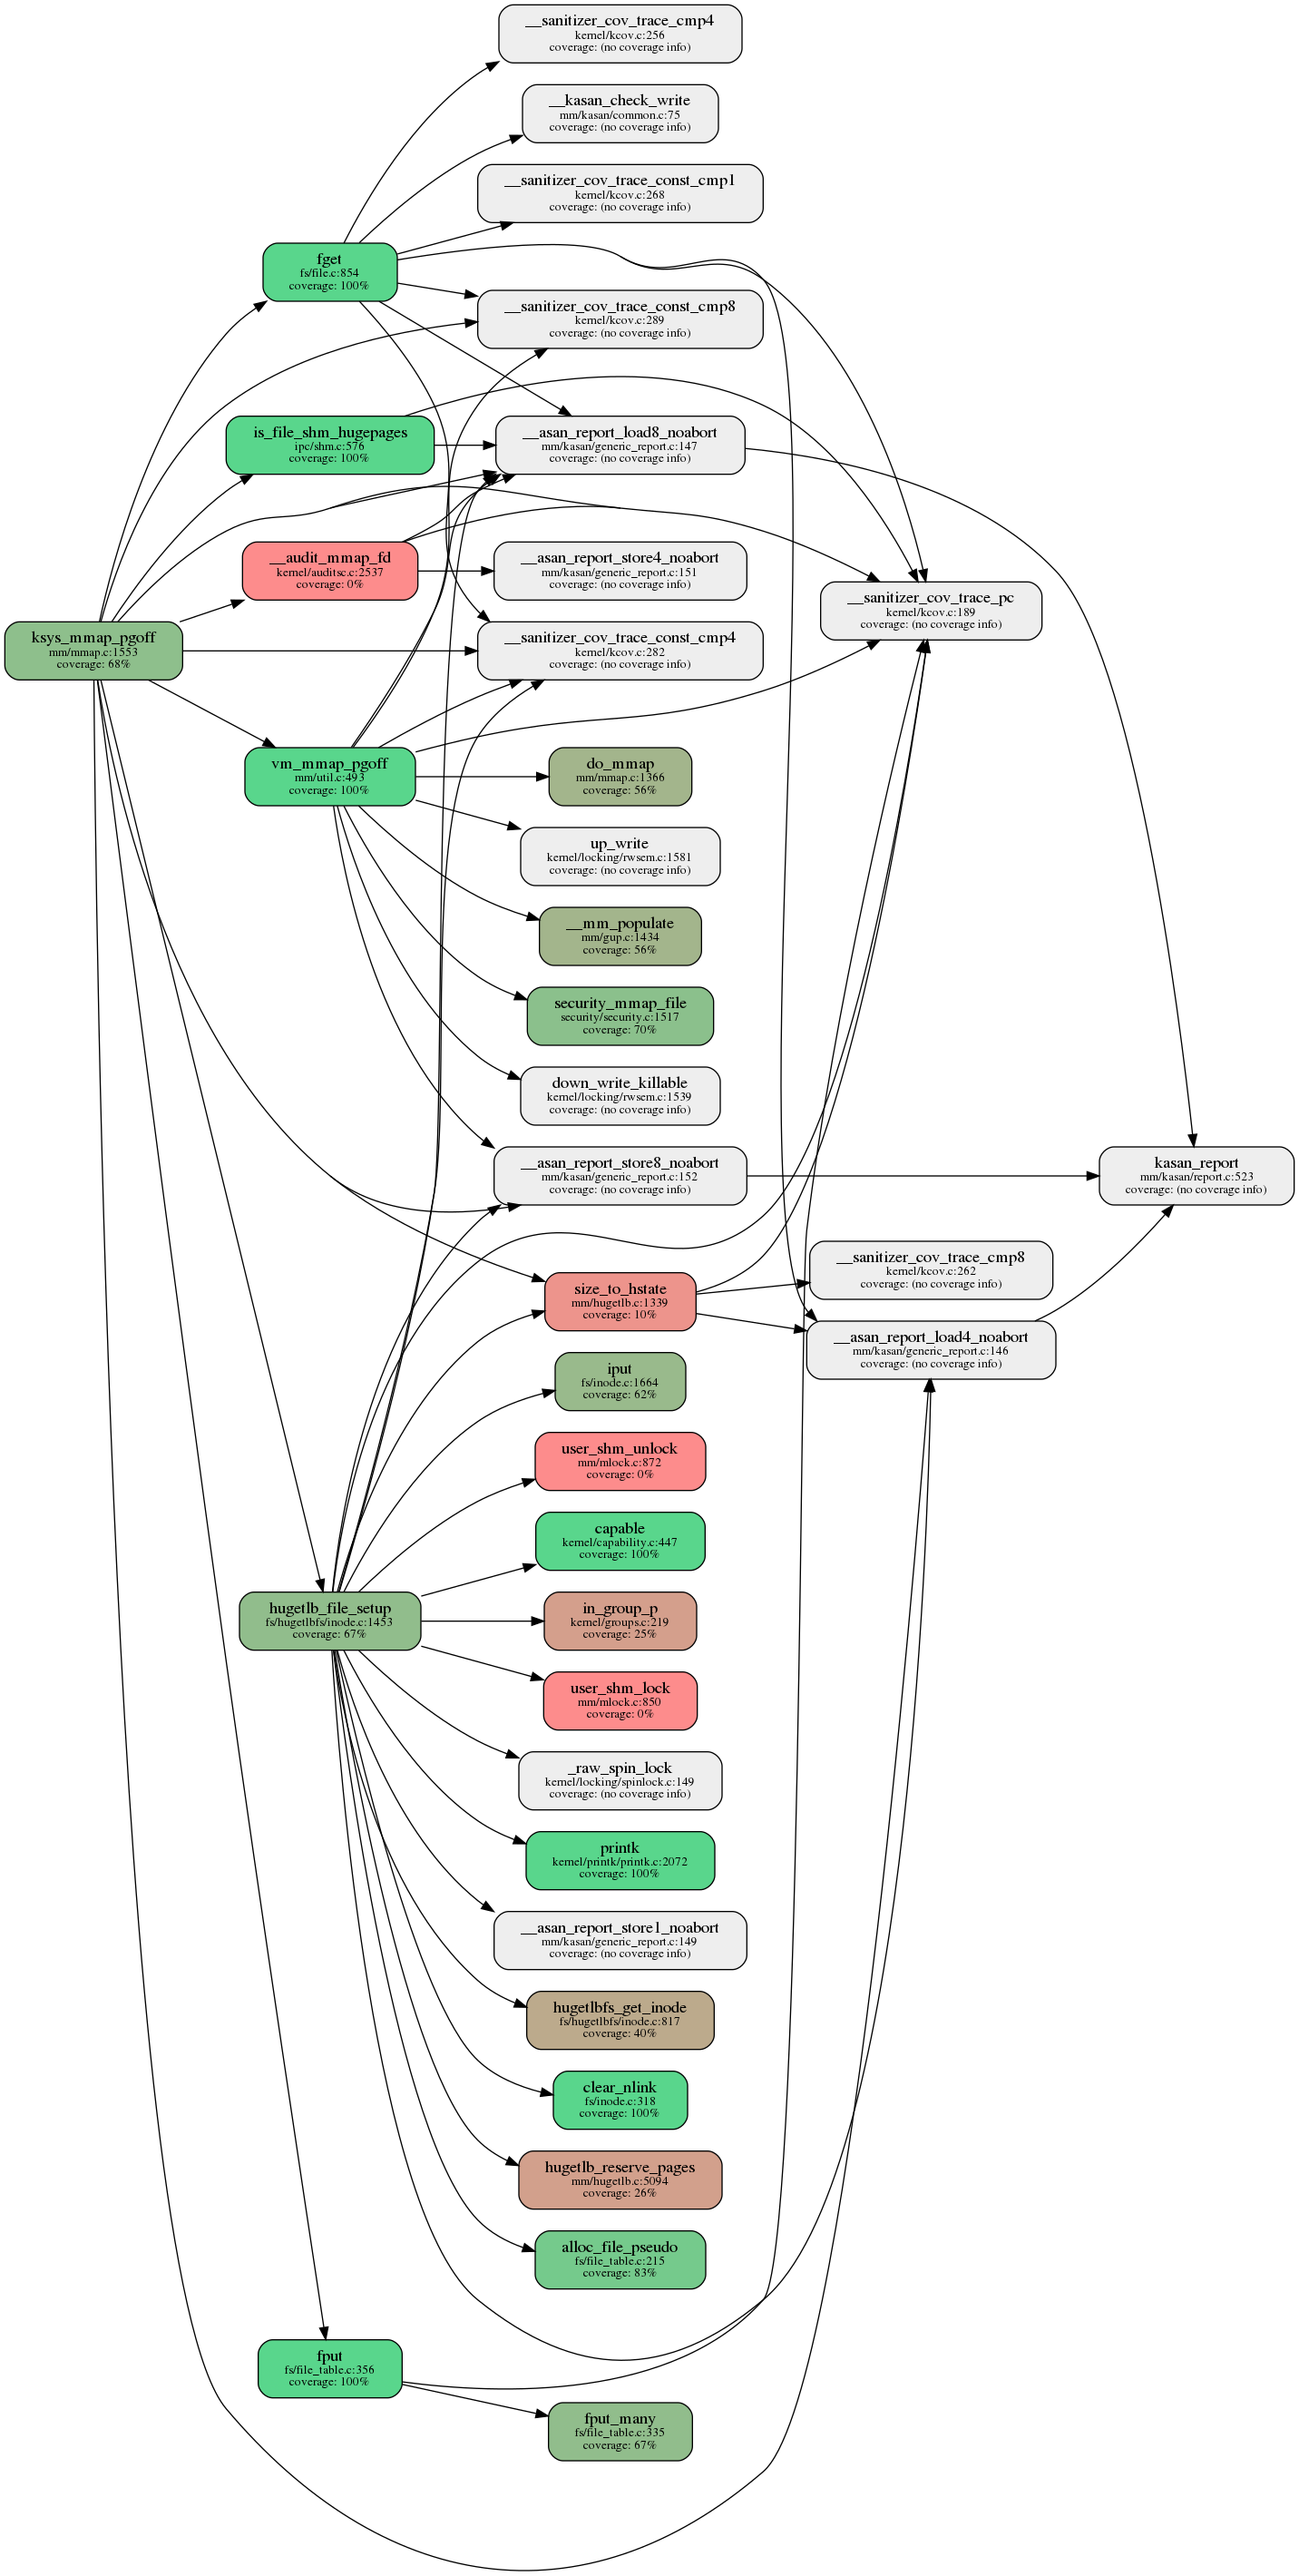 __sanitizer_cov_trace_cmp4
kernel/kcov.c:256
coverage: (no coverage info)
__kasan_check_write
mm/kasan/common.c:75
coverage: (no coverage info)
__sanitizer_cov_trace_const_cmp1
kernel/kcov.c:268
coverage: (no coverage info)
fget
fs/file.c:854
coverage: 100%
__sanitizer_cov_trace_const_cmp8
kernel/kcov.c:289
coverage: (no coverage info)
is_file_shm_hugepages
ipc/shm.c:576
coverage: 100%
__asan_report_load8_noabort
mm/kasan/generic_report.c:147
coverage: (no coverage info)
__audit_mmap_fd
kernel/auditsc.c:2537
coverage: 0%
__asan_report_store4_noabort
mm/kasan/generic_report.c:151
coverage: (no coverage info)
__sanitizer_cov_trace_pc
kernel/kcov.c:189
coverage: (no coverage info)
ksys_mmap_pgoff
mm/mmap.c:1553
coverage: 68%
__sanitizer_cov_trace_const_cmp4
kernel/kcov.c:282
coverage: (no coverage info)
vm_mmap_pgoff
mm/util.c:493
coverage: 100%
do_mmap
mm/mmap.c:1366
coverage: 56%
up_write
kernel/locking/rwsem.c:1581
coverage: (no coverage info)
__mm_populate
mm/gup.c:1434
coverage: 56%
security_mmap_file
security/security.c:1517
coverage: 70%
down_write_killable
kernel/locking/rwsem.c:1539
coverage: (no coverage info)
__asan_report_store8_noabort
mm/kasan/generic_report.c:152
coverage: (no coverage info)
kasan_report
mm/kasan/report.c:523
coverage: (no coverage info)
__sanitizer_cov_trace_cmp8
kernel/kcov.c:262
coverage: (no coverage info)
size_to_hstate
mm/hugetlb.c:1339
coverage: 10%
__asan_report_load4_noabort
mm/kasan/generic_report.c:146
coverage: (no coverage info)
iput
fs/inode.c:1664
coverage: 62%
user_shm_unlock
mm/mlock.c:872
coverage: 0%
capable
kernel/capability.c:447
coverage: 100%
hugetlb_file_setup
fs/hugetlbfs/inode.c:1453
coverage: 67%
in_group_p
kernel/groups.c:219
coverage: 25%
user_shm_lock
mm/mlock.c:850
coverage: 0%
_raw_spin_lock
kernel/locking/spinlock.c:149
coverage: (no coverage info)
printk
kernel/printk/printk.c:2072
coverage: 100%
__asan_report_store1_noabort
mm/kasan/generic_report.c:149
coverage: (no coverage info)
hugetlbfs_get_inode
fs/hugetlbfs/inode.c:817
coverage: 40%
clear_nlink
fs/inode.c:318
coverage: 100%
hugetlb_reserve_pages
mm/hugetlb.c:5094
coverage: 26%
alloc_file_pseudo
fs/file_table.c:215
coverage: 83%
fput
fs/file_table.c:356
coverage: 100%
fput_many
fs/file_table.c:335
coverage: 67%